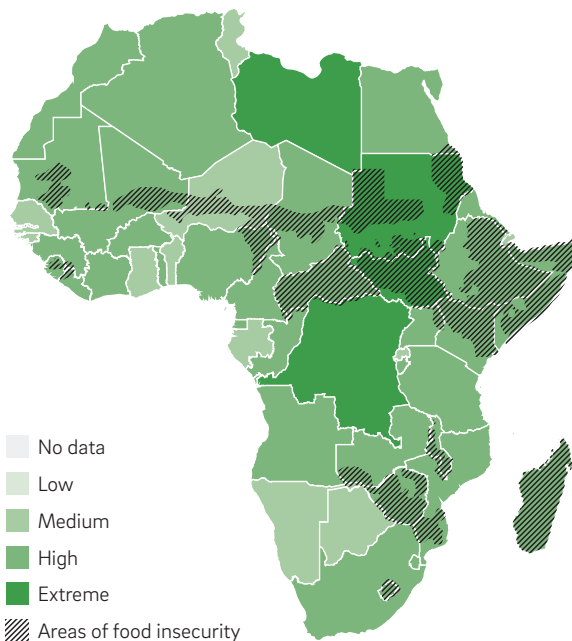 No data
Low
Medium
High
Extreme
Areas of food insecurity